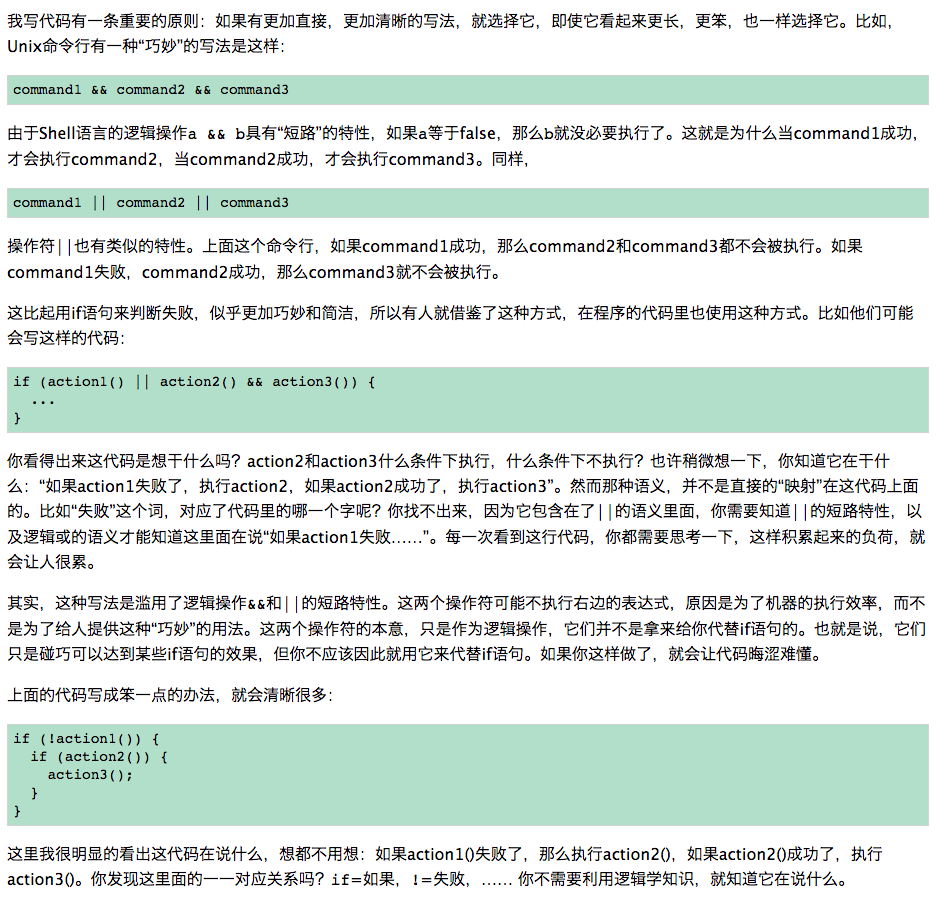 我写代码有一条重要的原则：如果有更加直接，更加清晰的写法，就选择它，即使它看起来更长，更笨，也一样选择它。比如，
Unix命令行有一种“巧妙”的写法是这样：
command1 && command2 && command3
由于Shell语言的逻辑操作a && b具有“短路”的特性，如果a等于false，那么b就没必要执行了。这就是为什么当command1成功，
才会执行command2，当command2成功，才会执行command3。同样，
command1 || command2 || command3
操作符||也有类似的特性。上面这个命令行，如果command1成功，那么command2和command3都不会被执行。如果
command1失败，command2成功，那么command3就不会被执行。
这比起用if语句来判断失败，似乎更加巧妙和简洁，所以有人就借鉴了这种方式，在程序的代码里也使用这种方式。比如他们可能
会写这样的代码：
if (action1() || action2() && action3()) {
  ...
}
你看得出来这代码是想干什么吗？action2和action3什么条件下执行，什么条件下不执行？也许稍微想一下，你知道它在干什
么：“如果action1失败了，执行action2，如果action2成功了，执行action3”。然而那种语义，并不是直接的“映射”在这代码上面
的。比如“失败”这个词，对应了代码里的哪一个字呢？你找不出来，因为它包含在了||的语义里面，你需要知道||的短路特性，以
及逻辑或的语义才能知道这里面在说“如果action1失败……”。每一次看到这行代码，你都需要思考一下，这样积累起来的负荷，就
会让人很累。
其实，这种写法是滥用了逻辑操作&&和||的短路特性。这两个操作符可能不执行右边的表达式，原因是为了机器的执行效率，而不
是为了给人提供这种“巧妙”的用法。这两个操作符的本意，只是作为逻辑操作，它们并不是拿来给你代替if语句的。也就是说，它们
只是碰巧可以达到某些if语句的效果，但你不应该因此就用它来代替if语句。如果你这样做了，就会让代码晦涩难懂。
上面的代码写成笨一点的办法，就会清晰很多：
if (!action1()) {
  if (action2()) {
    action3();
  }
}
这里我很明显的看出这代码在说什么，想都不用想：如果action1()失败了，那么执行action2()，如果action2()成功了，执行
action3()。你发现这里面的一一对应关系吗？if=如果，!=失败，…… 你不需要利用逻辑学知识，就知道它在说什么。